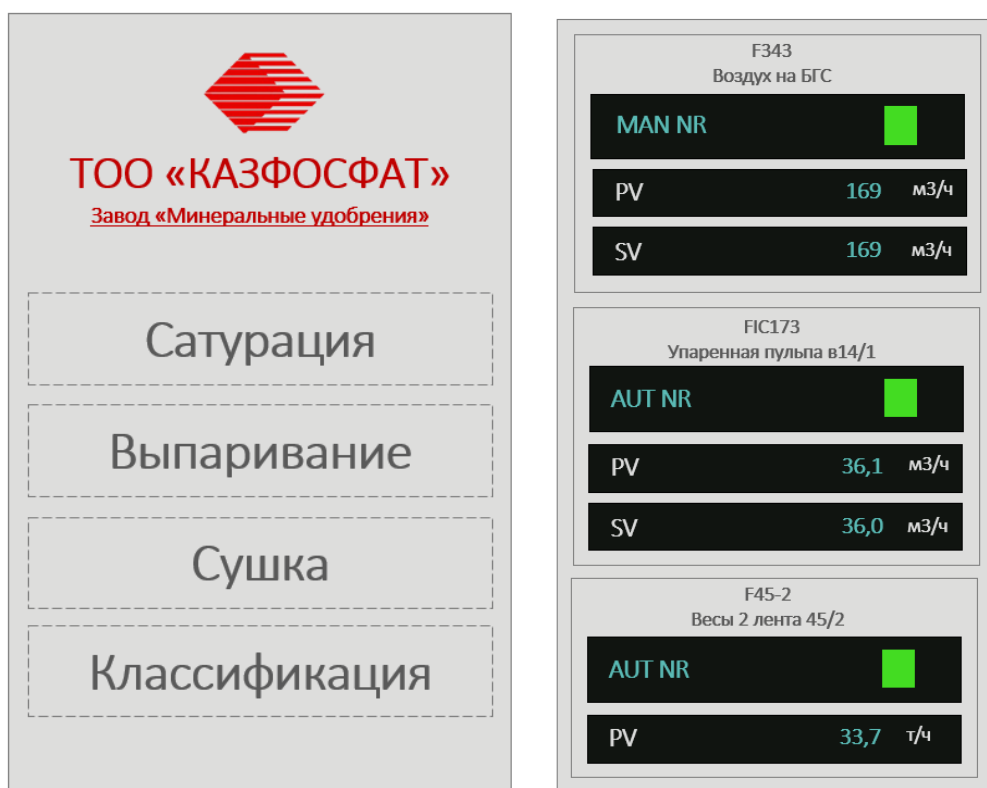 ТОО «КАЗФОСФАТ»
Завод «Минеральные удобрения»
Сатурация
Выпаривание
Сушка
Классификация
F343
Воздух на БГС
MAN NR
PV 169 м3/ч
SV 169 м3/ч
FIC173
Упаренная пульпа в14/1
AUT NR
PV 36,1 м3/ч
SV 36,0 м3/ч
F45-2
Весы 2 лента 45/2
AUT NR
PV 33,7 т/ч